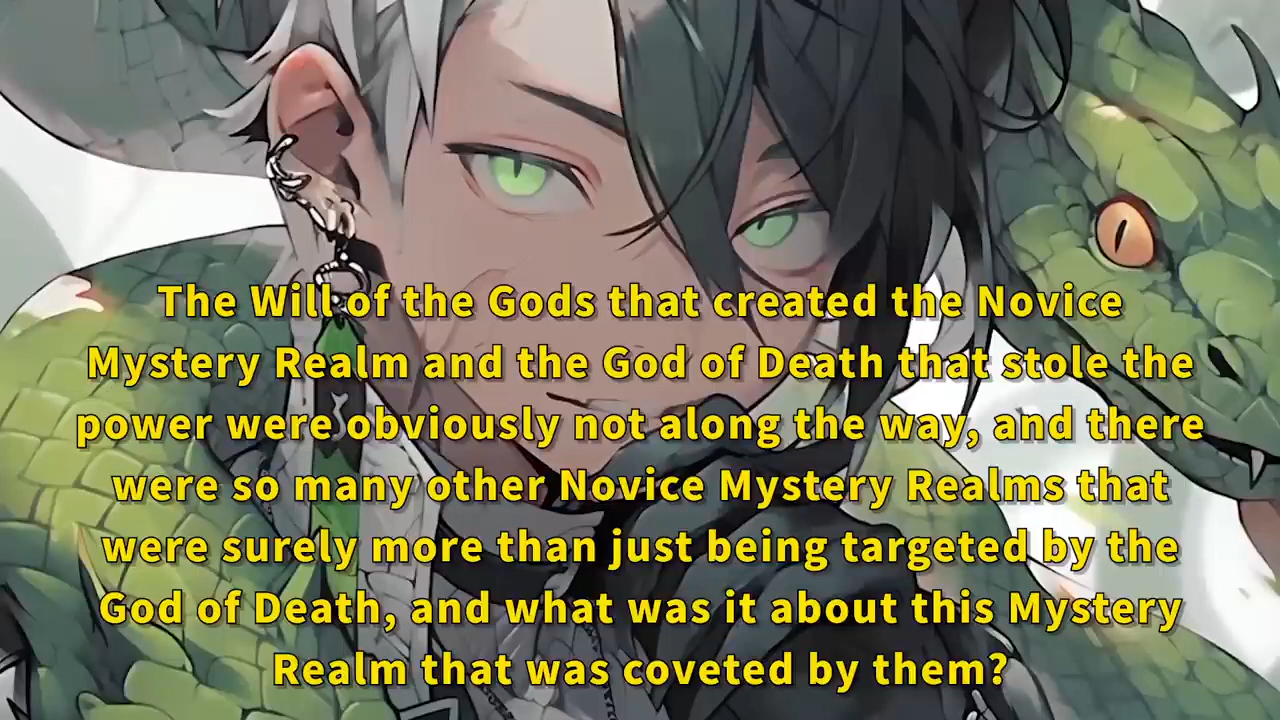 The Will of the Gods that created the Novice
Mystery Realm and the God of Death that stole the
power were obviously not along the way, and there
were so many other Novice Mystery Realms that
were surely more than just being targeted by the
God of Death, and what was it about this Mystery
Realm that was coveted by them?